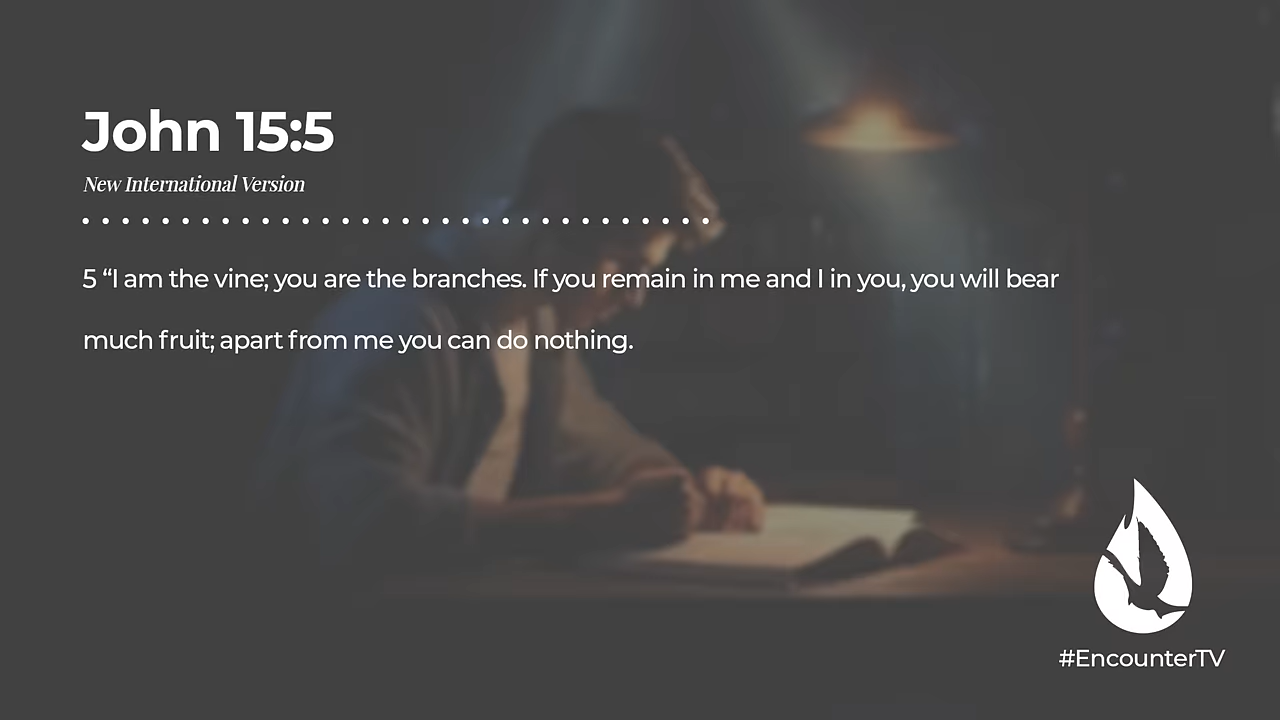 John 15:5
New International Version
5 “I am the vine; you are the branches. If you remain in me and I in you, you will bear
much fruit; apart from me you can do nothing.
#EncounterTV